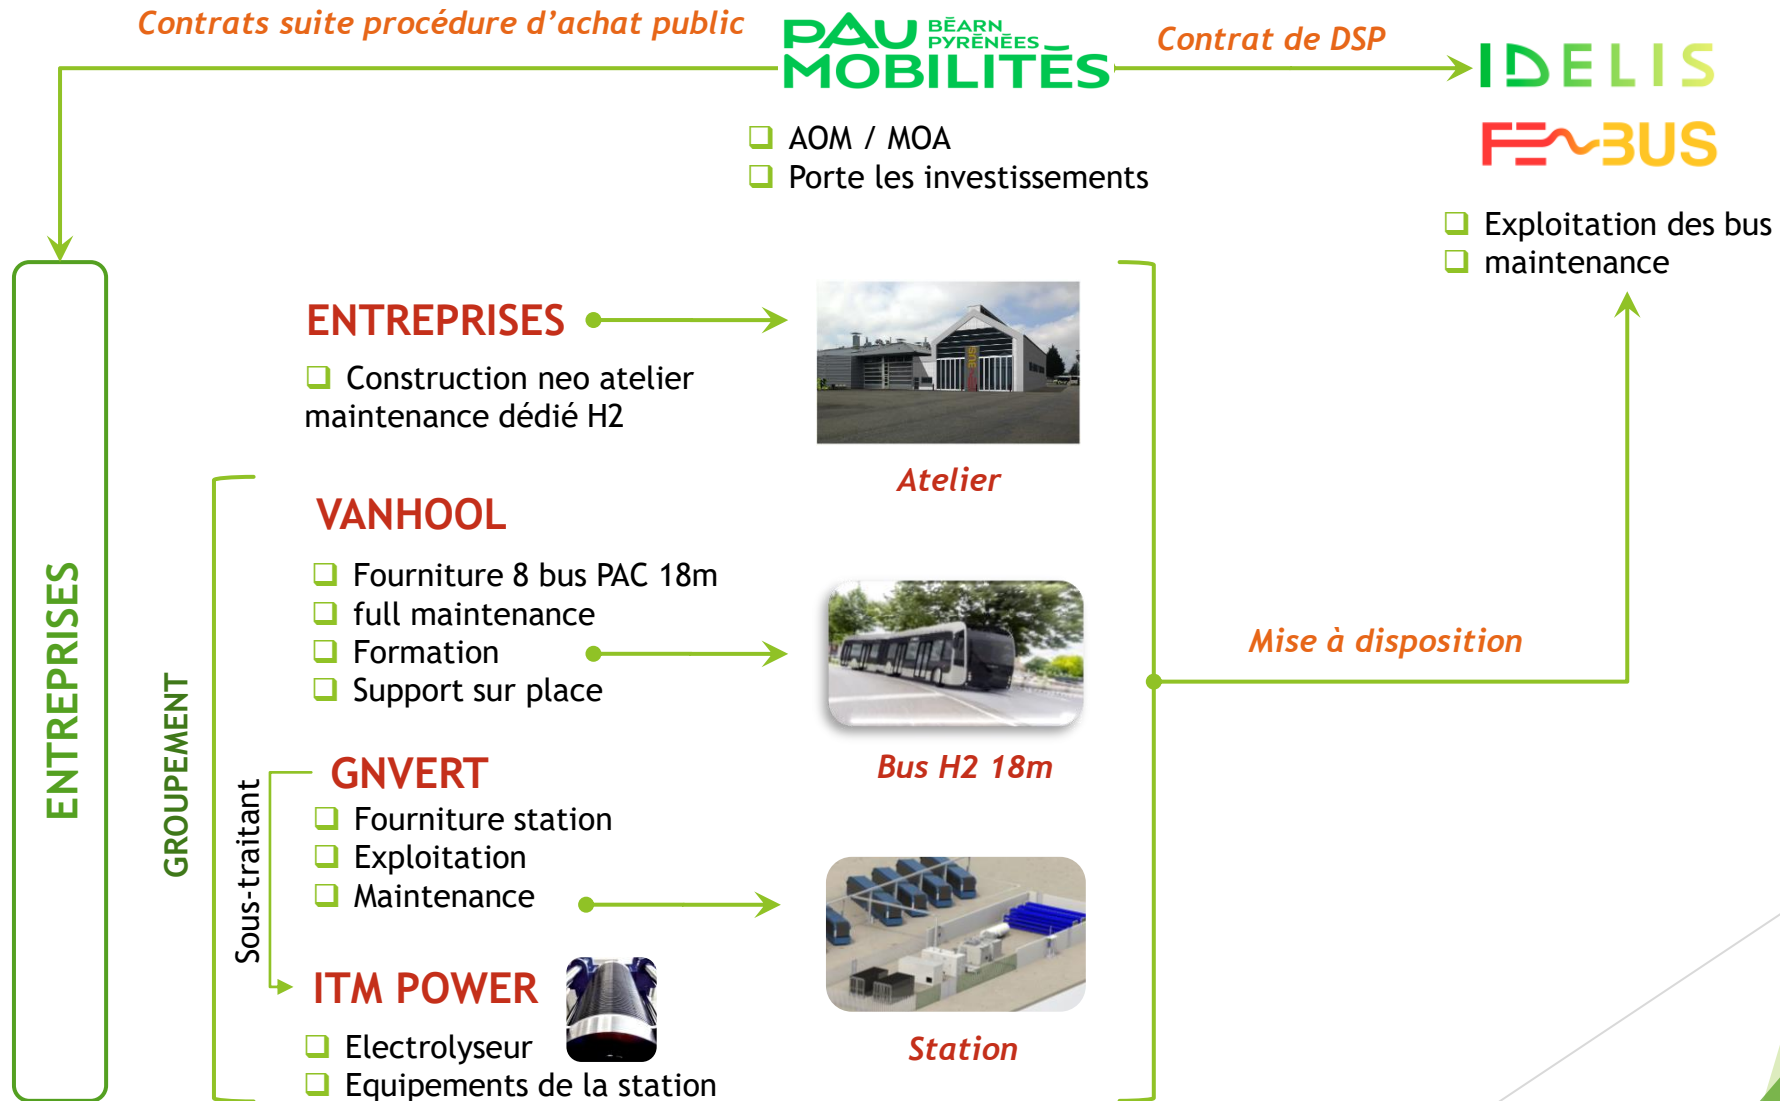 Contrats suite procédure d'achat public
PAU BÉARN PYRÉNÉES
MOBILITÉS
Contrat de DSP
IDELIS
FEBUS
AOM / MOA
Porte les investissements
Exploitation des bus
maintenance
ENTREPRISES
ENTREPRISES
Construction neo atelier
maintenance dédié H2
Atelier
GROUPEMENT
VANHOOL
Fourniture 8 bus PAC 18m
full maintenance
Formation
Support sur place
Bus H2 18m
Mise à disposition
Sous-traitant
GNVERT
Fourniture station
Exploitation
Maintenance
Station
ITM POWER
Electrolyseur
Equipements de la station